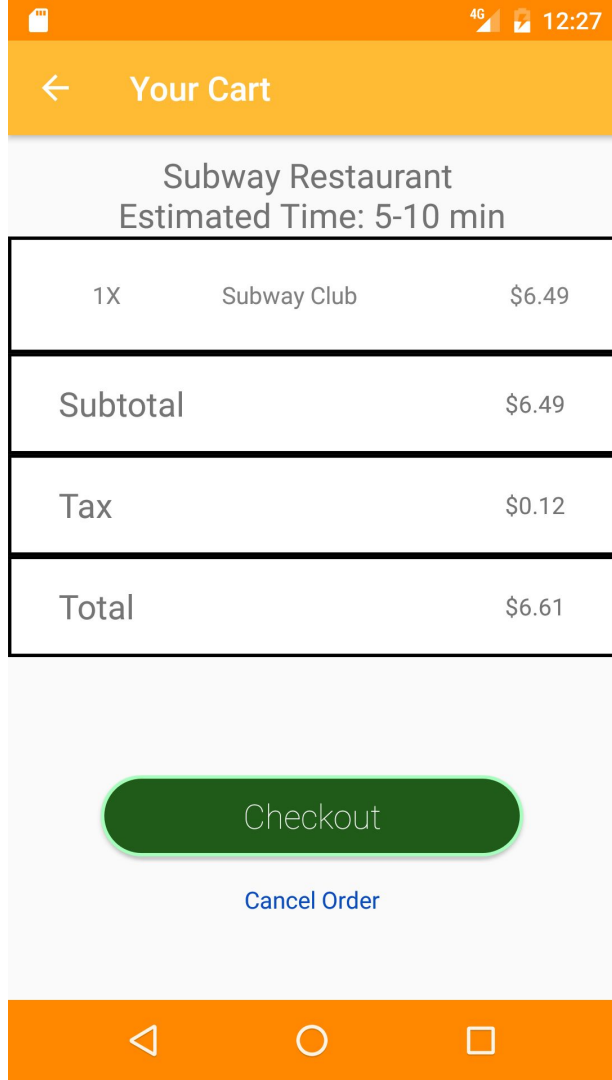 4G 12:27
Your Cart
Subway Restaurant
Estimated Time: 5-10 min
1X Subway Club $6.49
Subtotal $6.49
Tax $0.12
Total $6.61
Checkout
Cancel Order